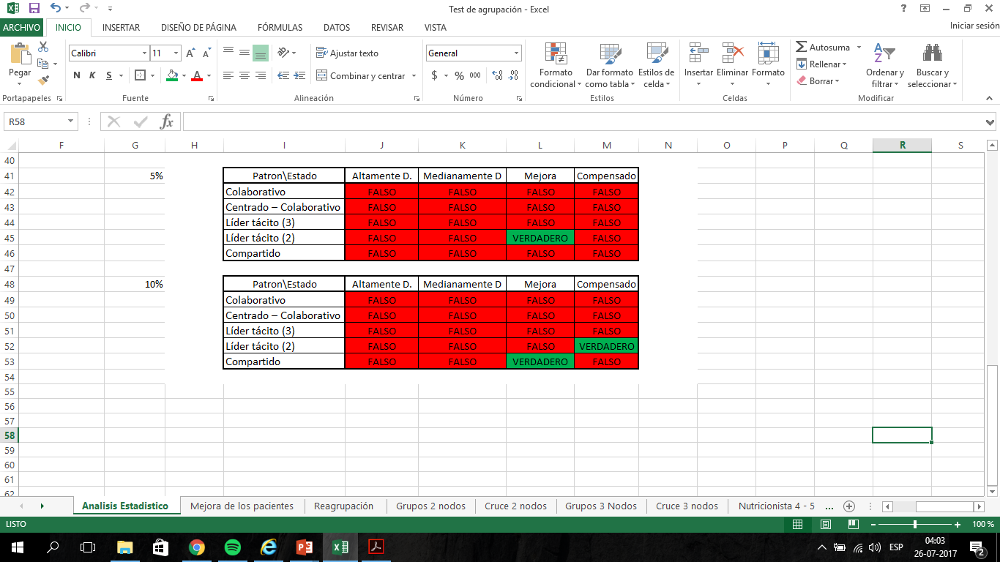 Test de agrupación - Excel
ARCHIVO INICIO INSERTAR DISEÑO DE PÁGINA FÓRMULAS DATOS REVISAR VISTA Iniciar sesión
Pegar
Portapapeles
Calibri 11
N K S
Fuente
Ajustar texto
Combinar y centrar
Alineación
General
$ % 000
Número
Formato condicional
Dar formato como tabla
Estilos de celda
Estilos
Insertar Eliminar Formato
Celdas
Autosuma
Rellenar
Borrar
Ordenar y filtrar
Buscar y seleccionar
Modificar
R58 fx
F G H I J K L M N O P Q R S
40
41 5% Patron\Estado Altamente D. Medianamente D Mejora Compensado
42 Colaborativo FALSO FALSO FALSO FALSO
43 Centrado – Colaborativo FALSO FALSO FALSO FALSO
44 Líder tácito (3) FALSO FALSO FALSO FALSO
45 Líder tácito (2) FALSO FALSO VERDADERO FALSO
46 Compartido FALSO FALSO FALSO FALSO
47
48 10% Patron\Estado Altamente D. Medianamente D Mejora Compensado
49 Colaborativo FALSO FALSO FALSO FALSO
50 Centrado – Colaborativo FALSO FALSO FALSO FALSO
51 Líder tácito (3) FALSO FALSO FALSO FALSO
52 Líder tácito (2) FALSO FALSO FALSO VERDADERO
53 Compartido FALSO FALSO VERDADERO FALSO
54
55
56
57
58
59
60
61
62
Analisis Estadistico Mejora de los pacientes Reagrupación Grupos 2 nodos Cruce 2 nodos Grupos 3 Nodos Cruce 3 nodos Nutricionista 4 - 5 ...
LISTO 100 %
ESP 04:03
26-07-2017 2